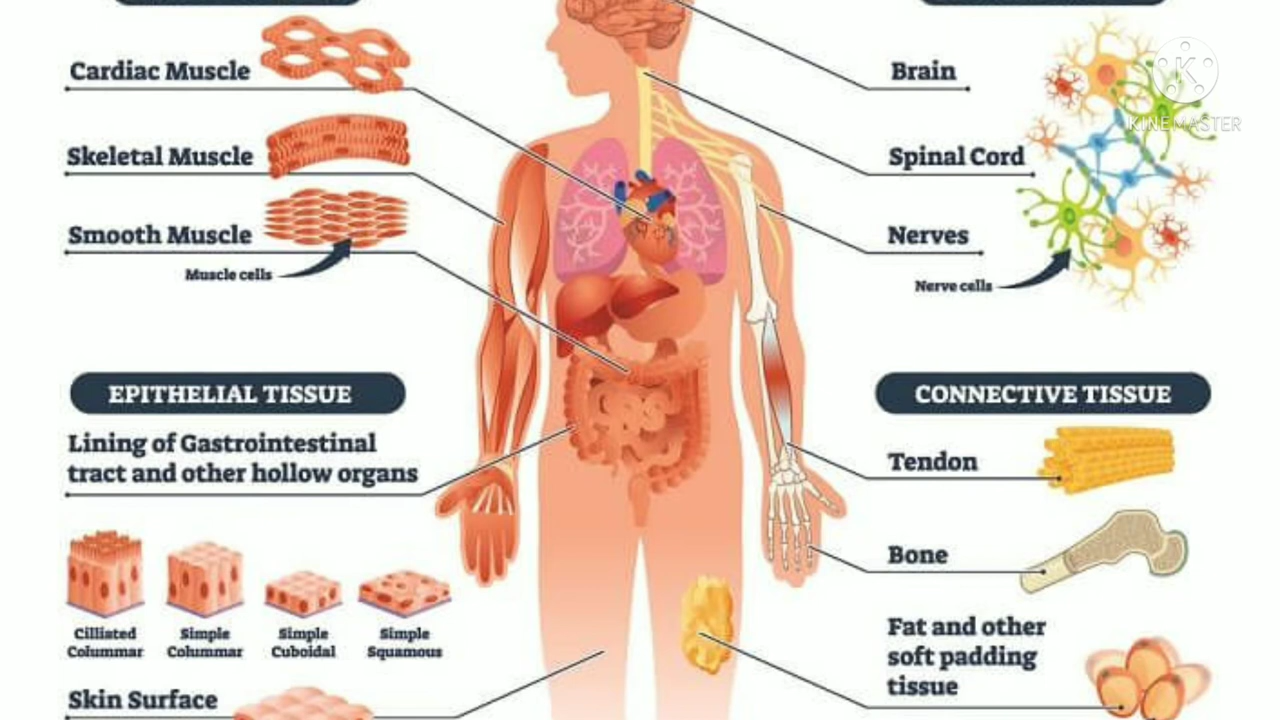 Cardiac Muscle
Skeletal Muscle
Smooth Muscle
Muscle cells
Brain
Spinal Cord
Nerves
Nerve cells
K
KINEMASTER
EPITHELIAL TISSUE
Lining of Gastrointestinal
tract and other hollow organs
Cilliated
Colummar
Simple
Colummar
Simple
Cuboidal
Simple
Squamous
Skin Surface
CONNECTIVE TISSUE
Tendon
Bone
Fat and other
soft padding
tissue